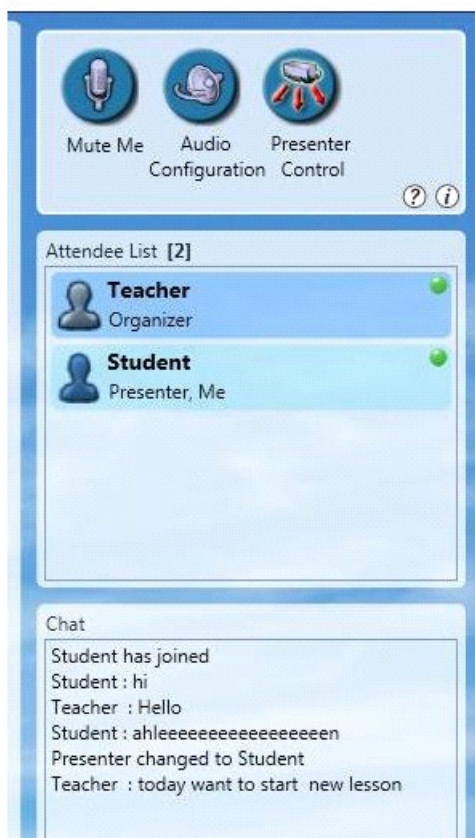 Mute Me
Audio Configuration
Presenter Control
? i
Attendee List [2]
Teacher
Organizer
Student
Presenter, Me
Chat
Student has joined
Student : hi
Teacher : Hello
Student : ahleeeeeeeeeeeeeeeeeen
Presenter changed to Student
Teacher : today want to start new lesson